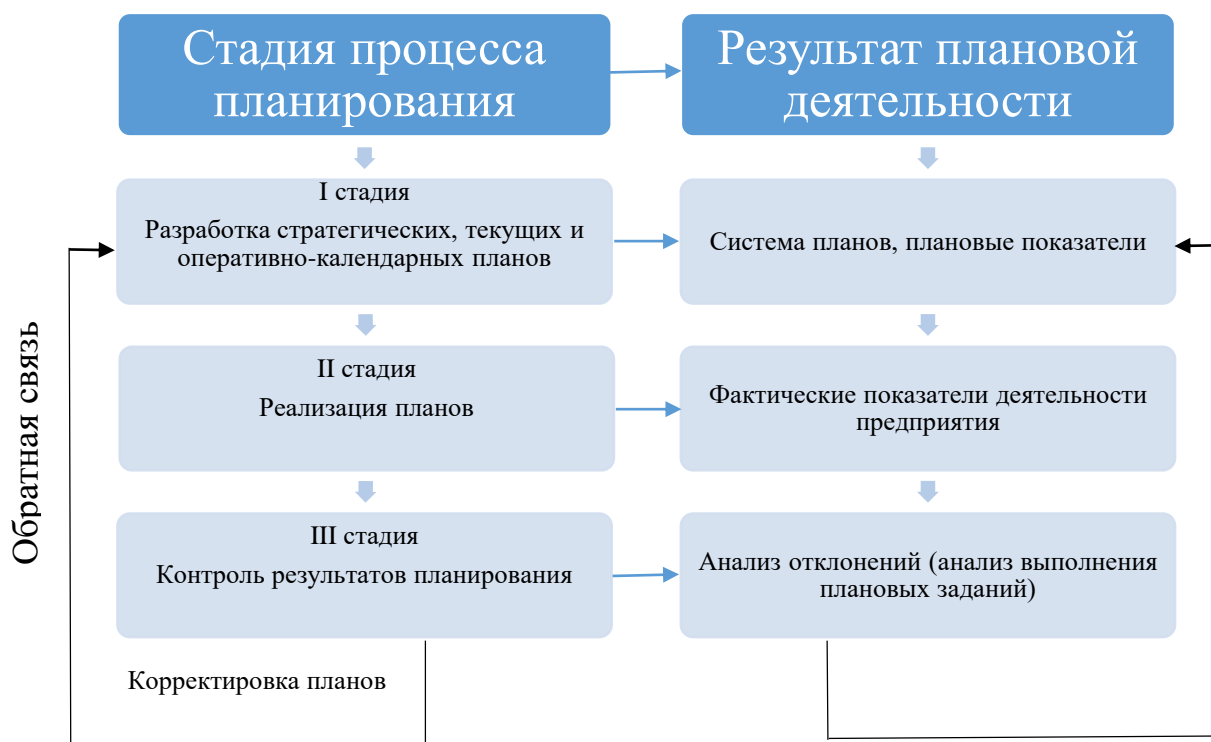 Стадия процесса
планирования
Результат плановой
деятельности
I стадия
Разработка стратегических, текущих и
оперативно-календарных планов
Система планов, плановые показатели
II стадия
Реализация планов
Фактические показатели деятельности
предприятия
III стадия
Контроль результатов планирования
Анализ отклонений (анализ выполнения
плановых заданий)
Обратная связь
Корректировка планов